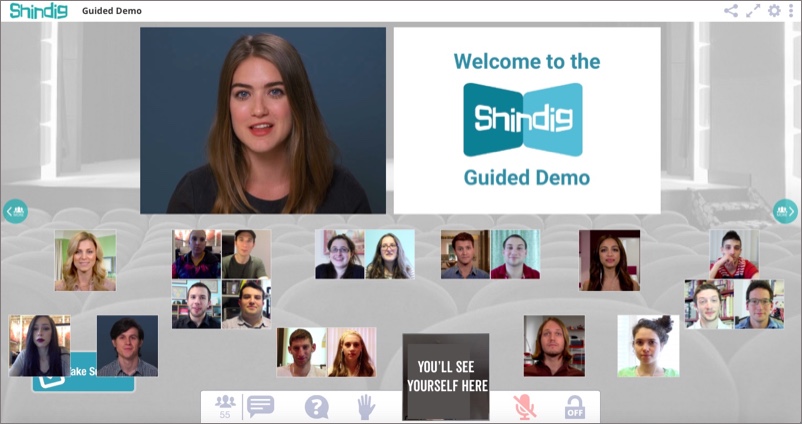 Shindig
Guided Demo
Welcome to the
Shindig
Guided Demo
YOU'LL SEE
YOURSELF HERE
55
OFF